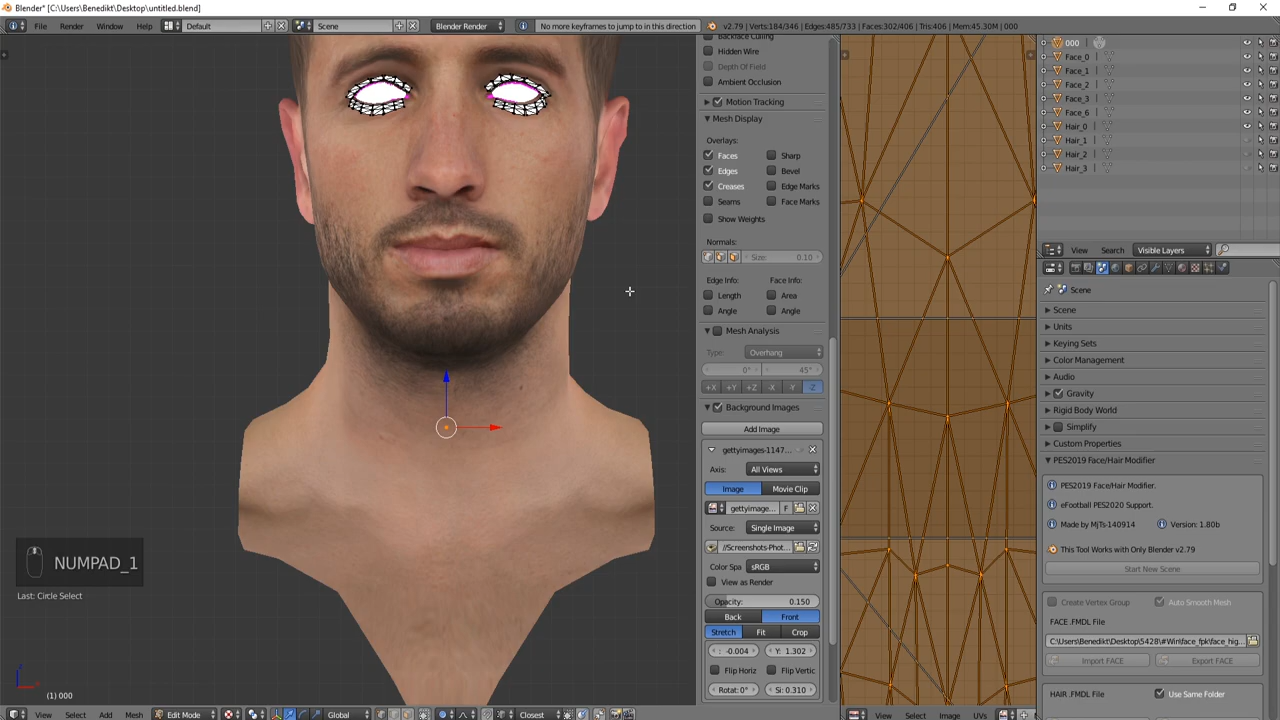 Blender* [C:\Users\Benedikt\Desktop\untitled.blend]
File Render Window Help Default Scene Blender Render No more keyframes to jump to in this direction v2.79 | Verts:184/346 | Edges:485/733 | Faces:302/406 | Tris:406 | Mem:45.30M | 000
Backface Culling
Hidden Wire
Depth Of Field
Ambient Occlusion
Motion Tracking
Mesh Display
Overlays:
Faces Sharp
Edges Bevel
Creases Edge Marks
Seams Face Marks
Show Weights
Normals:
Size: 0.10
Edge Info: Face Info:
Length Area
Angle Angle
Mesh Analysis
Type: Overhang
0° 45°
+X +Y +Z -X -Y -Z
Background Images
Add Image
gettyimages-1147...
Axis: All Views
Image Movie Clip
gettyimage... F
Source: Single Image
//Screenshots-Phot...
Color Spa sRGB
View as Render
Opacity: 0.150
Back Front
Stretch Fit Crop
: -0.004 Y: 1.302
Flip Horiz Flip Vertic
Rotat: 0° Si: 0.310
000
Face_0
Face_1
Face_2
Face_3
Face_6
Hair_0
Hair_1
Hair_2
Hair_3
View Search Visible Layers
Scene
Scene
Units
Keying Sets
Color Management
Audio
Gravity
Rigid Body World
Simplify
Custom Properties
PES2019 Face/Hair Modifier
PES2019 Face/Hair Modifier.
eFootball PES2020 Support.
Made by MjTs-140914 Version: 1.80b
This Tool Works with Only Blender v2.79
Start New Scene
Create Vertex Group Auto Smooth Mesh
FACE .FMDL File
C:\Users\Benedikt\Desktop\5428\#Win\face_fpk\face_hig...
Import FACE Export FACE
HAIR .FMDL File Use Same Folder
NUMPAD_1
Last: Circle Select
(1) 000
View Select Add Mesh Edit Mode Global Closest
View Select Image UVs